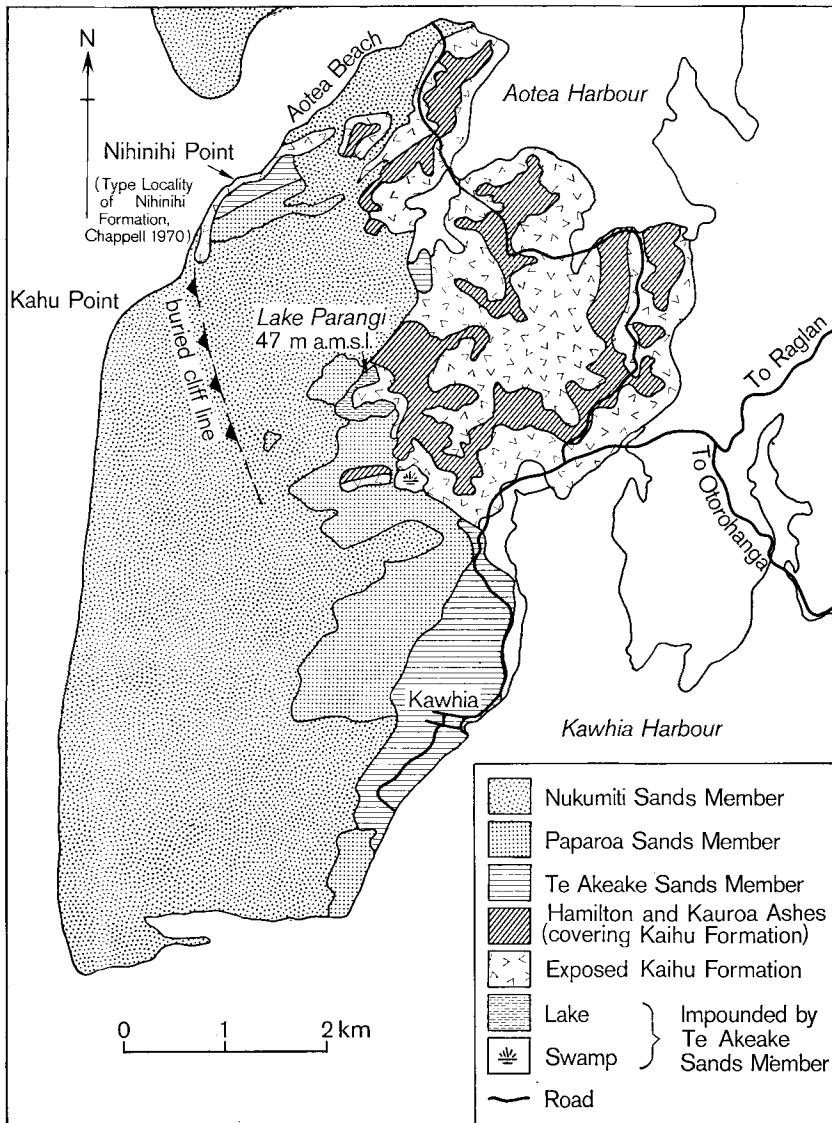 N
Aotea Beach
Aotea Harbour
Nihinihi Point
(Type Locality
of Nihinihi
Formation,
Chappell 1970)
Kahu Point
buried cliff line
Lake Parangi
47 m a.m.s.l.
To Raglan
To Otorohanga
Kawhia
Kawhia Harbour
Nukumiti Sands Member
Paparoa Sands Member
Te Akeake Sands Member
Hamilton and Kauroa Ashes
(covering Kaihu Formation)
Exposed Kaihu Formation
Lake
Swamp
Impounded by
Te Akeake
Sands Member
Road
0 1 2 km